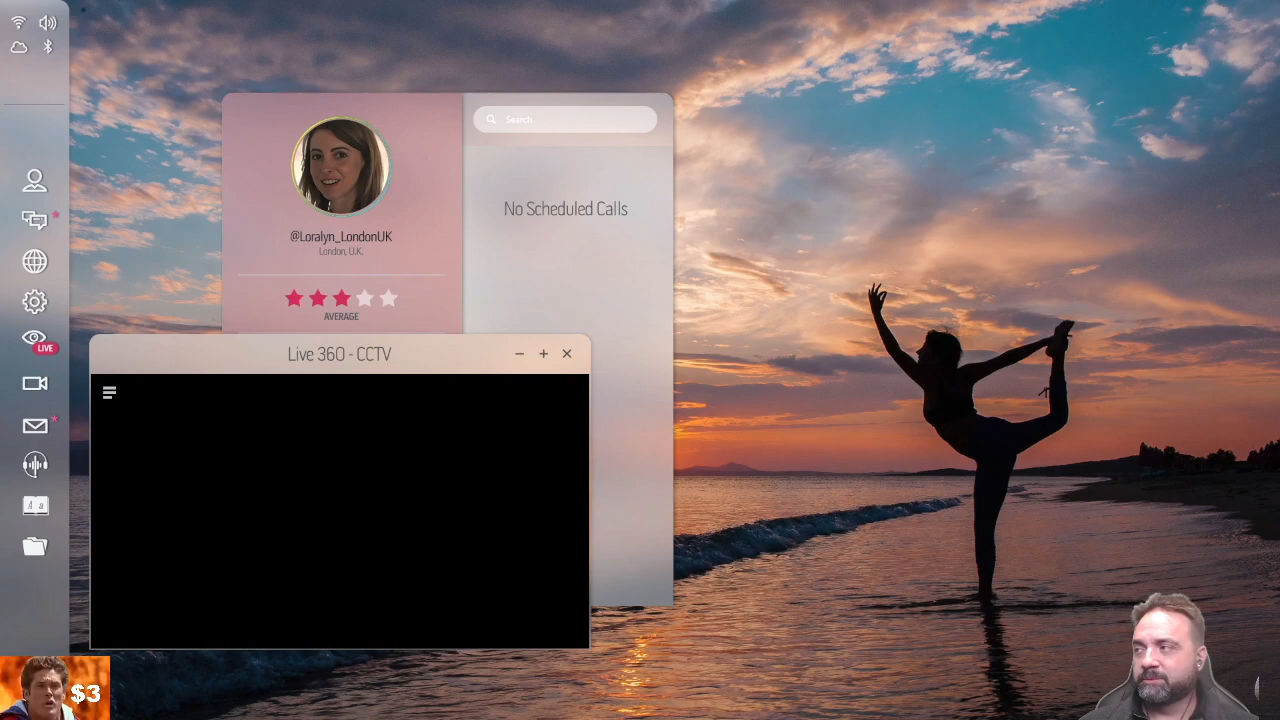 Search
No Scheduled Calls
@Loralyn_LondonUK
London, U.K.
AVERAGE
Live 360 - CCTV
LIVE
A a
$3